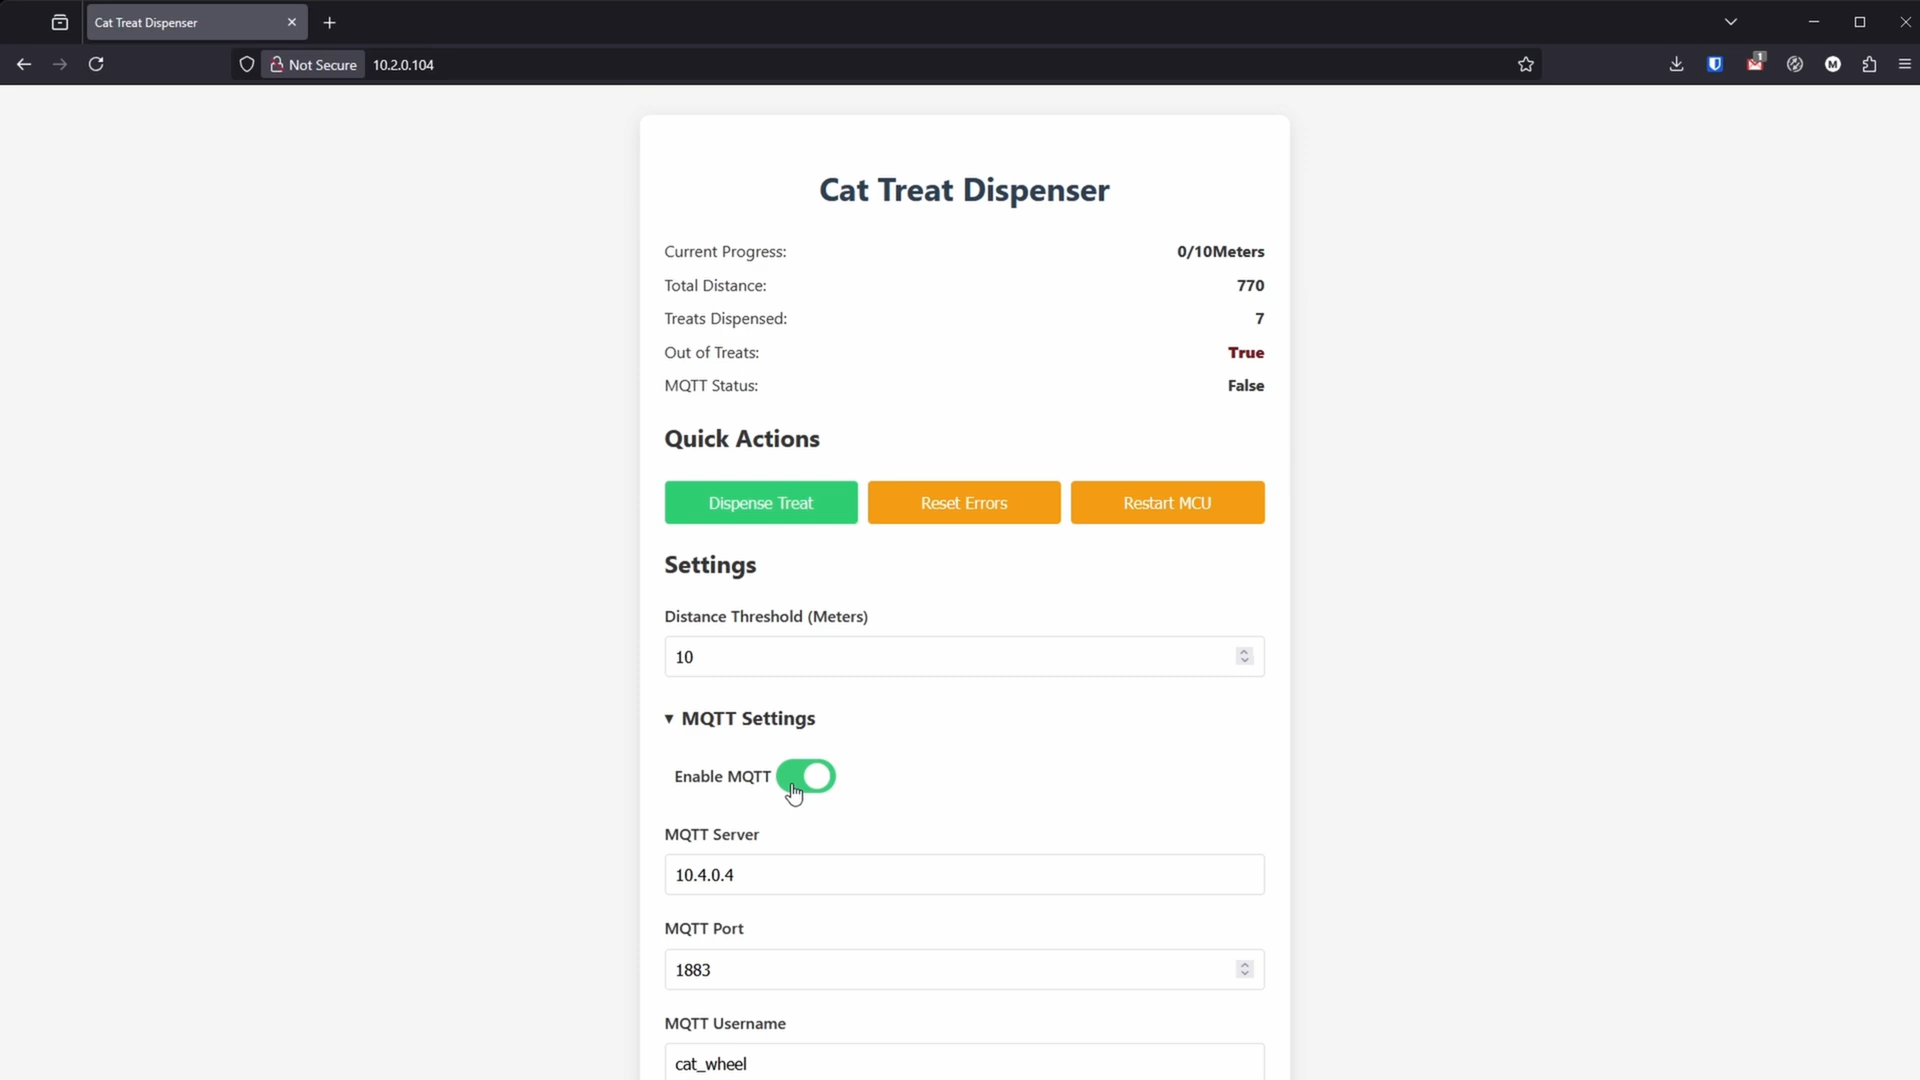 Cat Treat Dispenser
Not Secure
10.2.0.104
1
M
Cat Treat Dispenser
Current Progress: 0/10Meters
Total Distance: 770
Treats Dispensed: 7
Out of Treats: True
MQTT Status: False
Quick Actions
Dispense Treat
Reset Errors
Restart MCU
Settings
Distance Threshold (Meters)
10
▾ MQTT Settings
Enable MQTT
MQTT Server
10.4.0.4
MQTT Port
1883
MQTT Username
cat_wheel